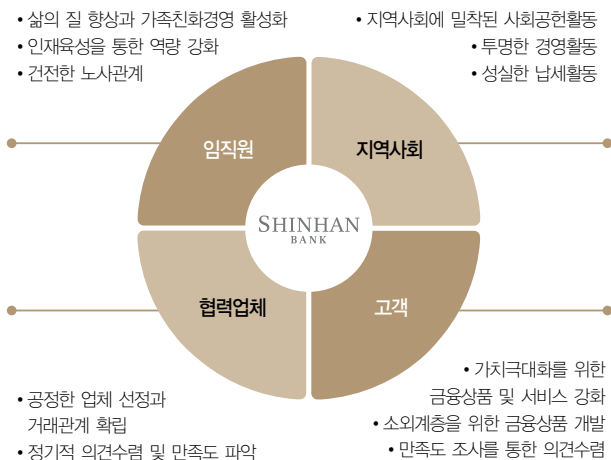 • 삶의 질 향상과 가족친화경영 활성화
• 인재육성을 통한 역량 강화
• 건전한 노사관계
• 지역사회에 밀착된 사회공헌활동
• 투명한 경영활동
• 성실한 납세활동
임직원
지역사회
SHINHAN
BANK
협력업체
고객
• 공정한 업체 선정과
거래관계 확립
• 정기적 의견수렴 및 만족도 파악
• 가치극대화를 위한
금융상품 및 서비스 강화
• 소외계층을 위한 금융상품 개발
• 만족도 조사를 통한 의견수렴